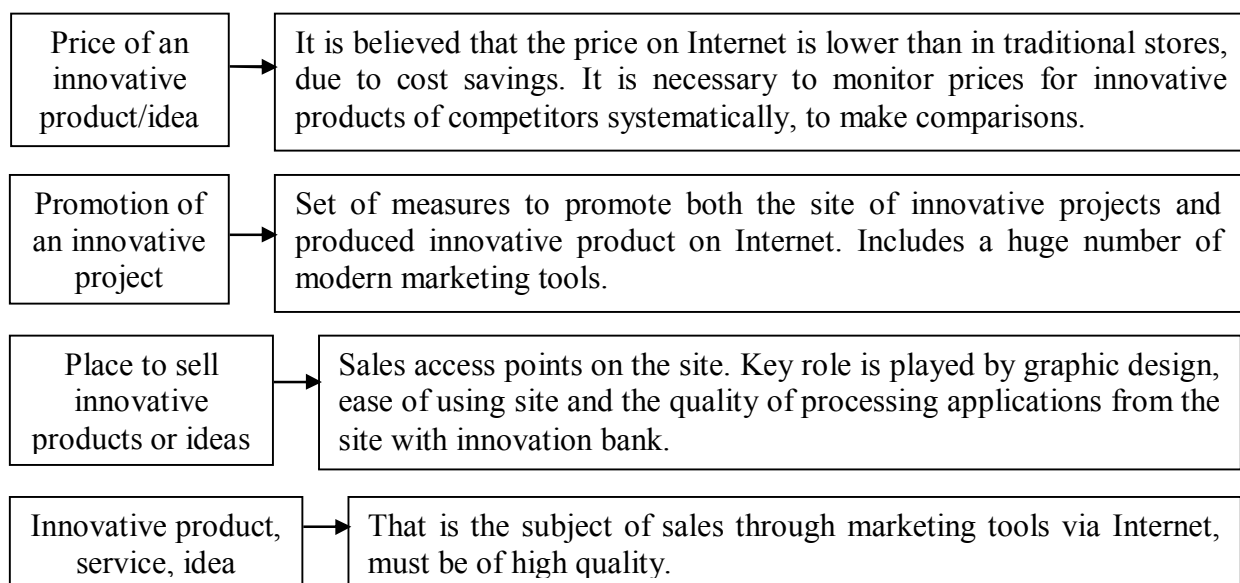 Price of an
innovative
product/idea
It is believed that the price on Internet is lower than in traditional stores,
due to cost savings. It is necessary to monitor prices for innovative
products of competitors systematically, to make comparisons.
Promotion of
an innovative
project
Set of measures to promote both the site of innovative projects and
produced innovative product on Internet. Includes a huge number of
modern marketing tools.
Place to sell
innovative
products or ideas
Sales access points on the site. Key role is played by graphic design,
ease of using site and the quality of processing applications from the
site with innovation bank.
Innovative product,
service, idea
That is the subject of sales through marketing tools via Internet,
must be of high quality.